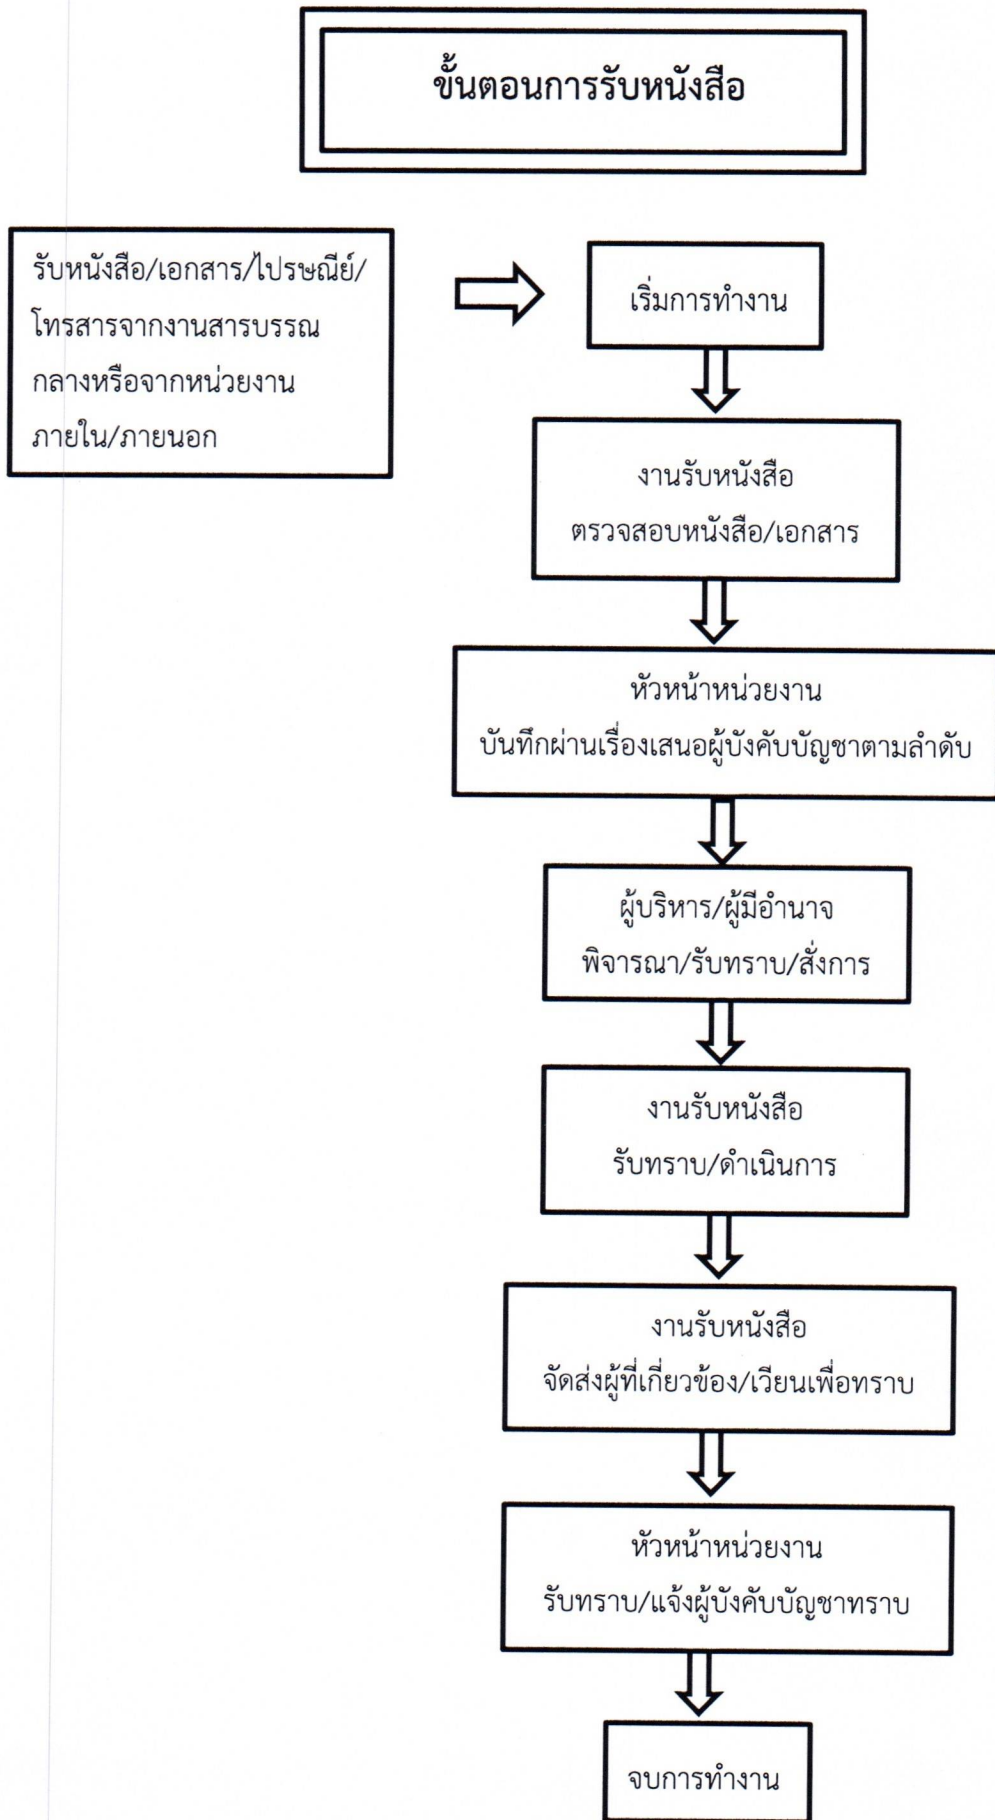 ขั้นตอนการรับหนังสือ
รับหนังสือ/เอกสาร/ไปรษณีย์/
โทรสารจากงานสารบรรณ
กลางหรือจากหน่วยงาน
ภายใน/ภายนอก
เริ่มการทำงาน
งานรับหนังสือ
ตรวจสอบหนังสือ/เอกสาร
หัวหน้าหน่วยงาน
บันทึกผ่านเรื่องเสนอผู้บังคับบัญชาตามลำดับ
ผู้บริหาร/ผู้มีอำนาจ
พิจารณา/รับทราบ/สั่งการ
งานรับหนังสือ
รับทราบ/ดำเนินการ
งานรับหนังสือ
จัดส่งผู้ที่เกี่ยวข้อง/เวียนเพื่อทราบ
หัวหน้าหน่วยงาน
รับทราบ/แจ้งผู้บังคับบัญชาทราบ
จบการทำงาน